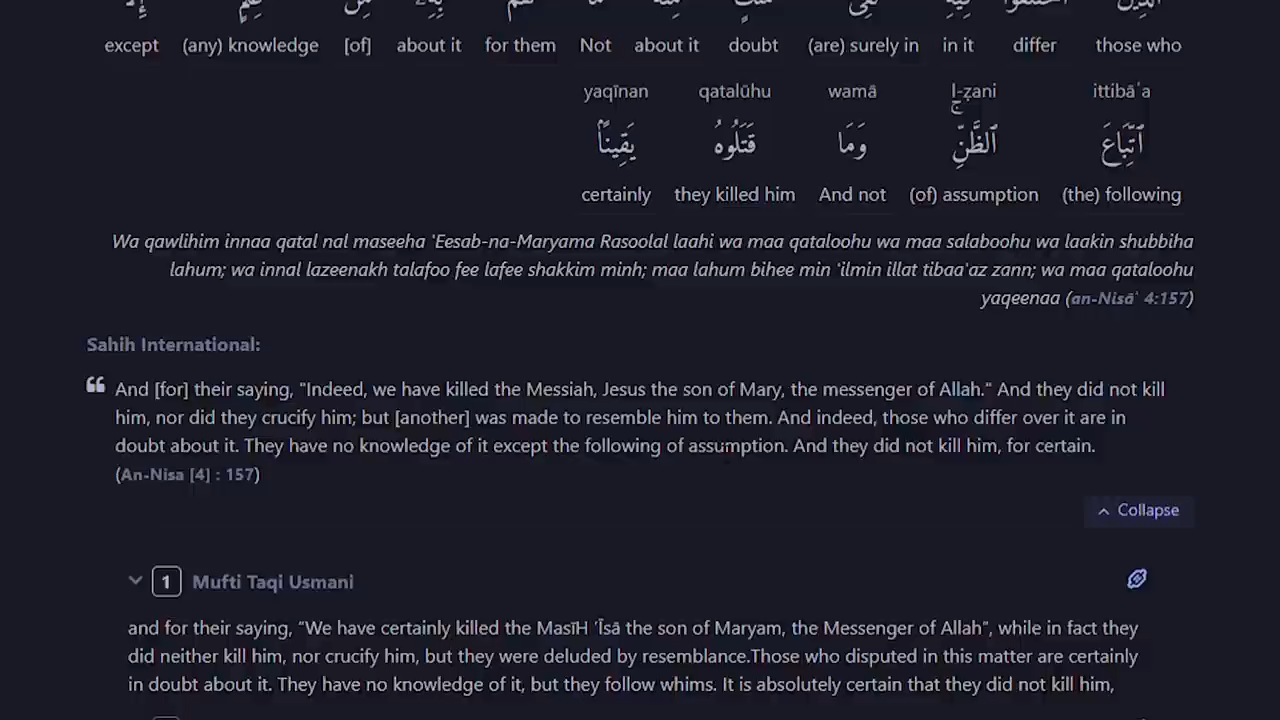 except (any) knowledge [of] about it for them Not about it doubt (are) surely in in it differ those who
yaqīnan qatalūhu wamā l-ẓani ittibāʿa
ٱتِّبَاعَ ٱلظَّنِّۚ وَمَا قَتَلُوهُ يَقِينًۢا
certainly they killed him And not (of) assumption (the) following
Wa qawlihim innaa qatal nal maseeha 'Eesab-na-Maryama Rasoolal laahi wa maa qataloohu wa maa salaboohu wa laakin shubbiha
lahum; wa innal lazeenakh talafoo fee lafee shakkim minh; maa lahum bihee min 'ilmin illat tibaa'az zann; wa maa qataloohu
yaqeenaa (an-Nisāʾ 4:157)
Sahih International:
And [for] their saying, "Indeed, we have killed the Messiah, Jesus the son of Mary, the messenger of Allah." And they did not kill
him, nor did they crucify him; but [another] was made to resemble him to them. And indeed, those who differ over it are in
doubt about it. They have no knowledge of it except the following of assumption. And they did not kill him, for certain.
(An-Nisa [4] : 157)
Collapse
1 Mufti Taqi Usmani
and for their saying, “We have certainly killed the MasīH ‘Īsā the son of Maryam, the Messenger of Allah”, while in fact they
did neither kill him, nor crucify him, but they were deluded by resemblance.Those who disputed in this matter are certainly
in doubt about it. They have no knowledge of it, but they follow whims. It is absolutely certain that they did not kill him,